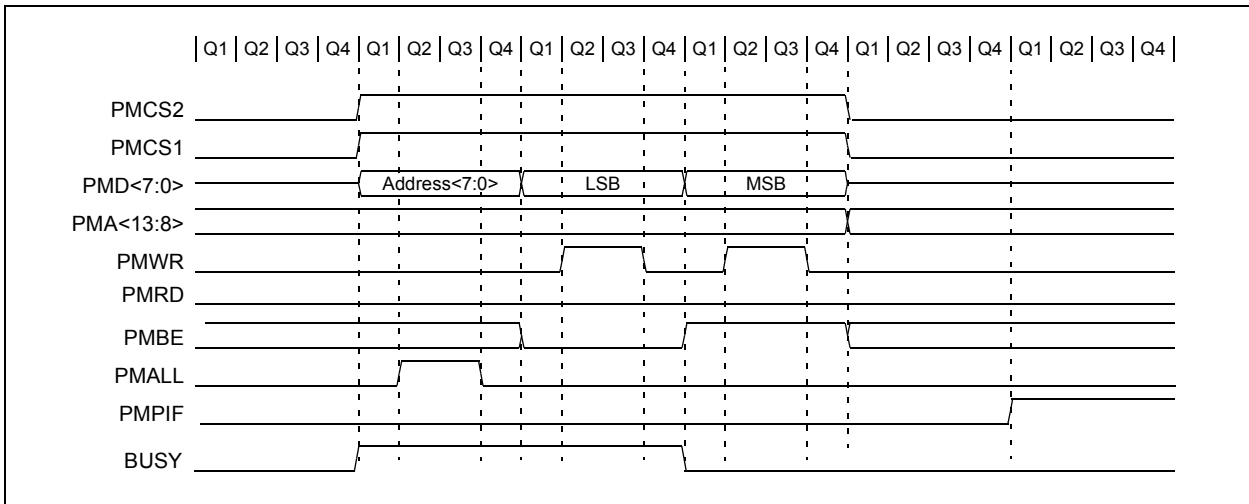 Q1 Q2 Q3 Q4 Q1 Q2 Q3 Q4 Q1 Q2 Q3 Q4 Q1 Q2 Q3 Q4 Q1 Q2 Q3 Q4 Q1 Q2 Q3 Q4
PMCS2
PMCS1
PMD<7:0> Address<7:0> LSB MSB
PMA<13:8>
PMWR
PMRD
PMBE
PMALL
PMPIF
BUSY